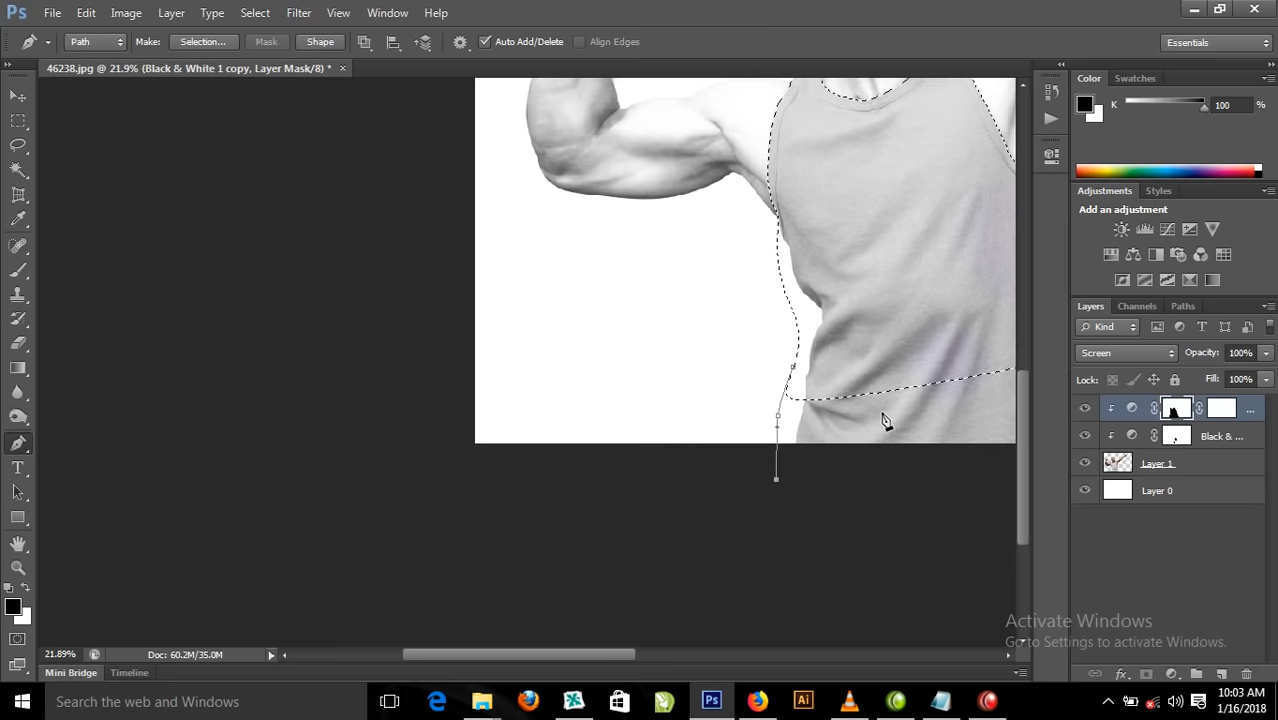 Ps File Edit Image Layer Type Select Filter 3D View Window Help
Path Make: Selection... Mask Shape Auto Add/Delete Align Edges Essentials
46238.jpg @ 21.9% (Black & White 1 copy, Layer Mask/8) * ×
Color Swatches
K 100 %
Adjustments Styles
Add an adjustment
Layers Channels Paths
Kind
Screen Opacity: 100%
Lock: Fill: 100%
...
Black & ...
Layer 1
Layer 0
T
Activate Windows
Go to Settings to activate Windows.
21.89% Doc: 60.2M/35.0M
Mini Bridge Timeline
Search the web and Windows
Ps Ai
10:03 AM
1/16/2018